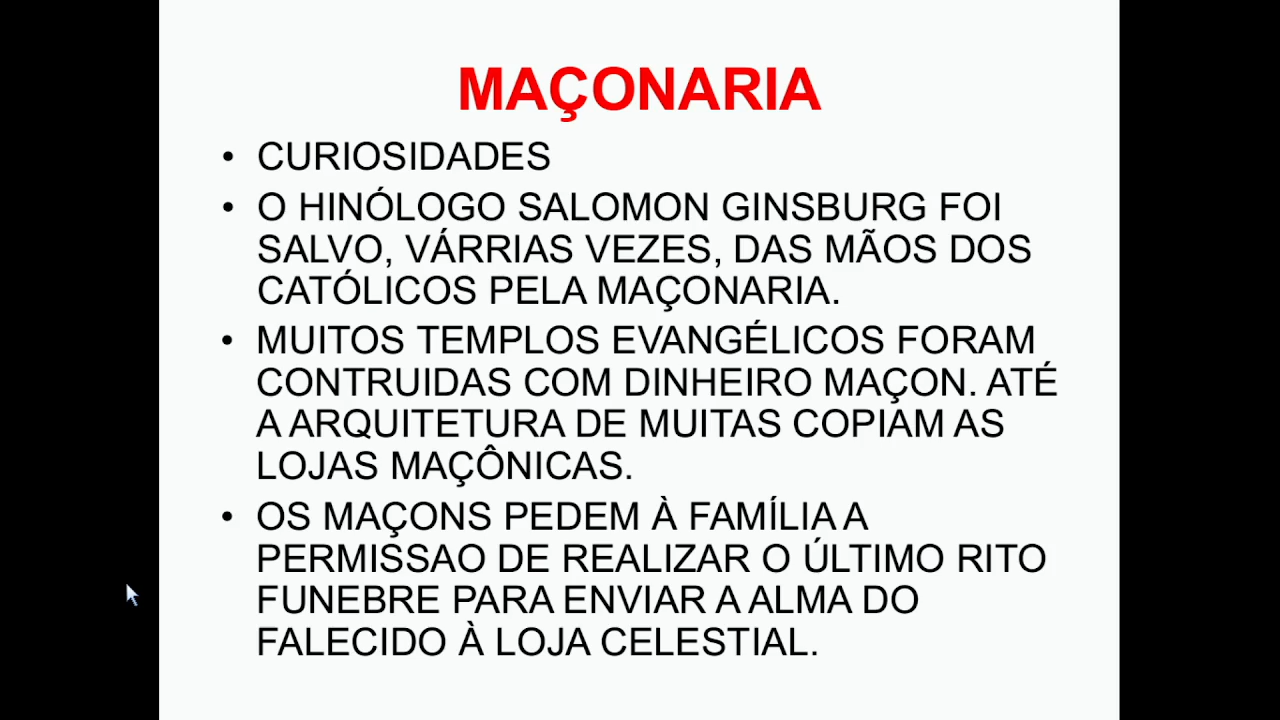 MAÇONARIA
• CURIOSIDADES
• O HINÓLOGO SALOMON GINSBURG FOI
SALVO, VÁRRIAS VEZES, DAS MÃOS DOS
CATÓLICOS PELA MAÇONARIA.
• MUITOS TEMPLOS EVANGÉLICOS FORAM
CONTRUIDAS COM DINHEIRO MAÇON. ATÉ
A ARQUITETURA DE MUITAS COPIAM AS
LOJAS MAÇÔNICAS.
• OS MAÇONS PEDEM À FAMÍLIA A
PERMISSAO DE REALIZAR O ÚLTIMO RITO
FUNEBRE PARA ENVIAR A ALMA DO
FALECIDO À LOJA CELESTIAL.